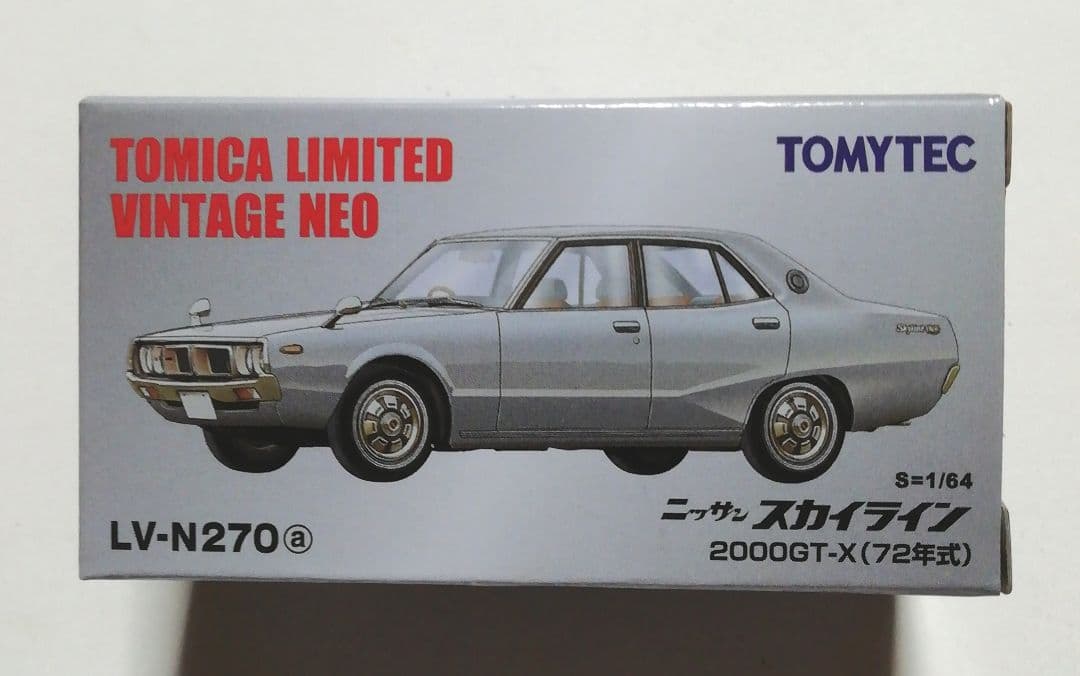 TOMICA LIMITED
VINTAGE NEO
TOMYTEC
S=1/64
LV-N270ⓐ
ニッサン スカイライン
2000GT-X(72年式)